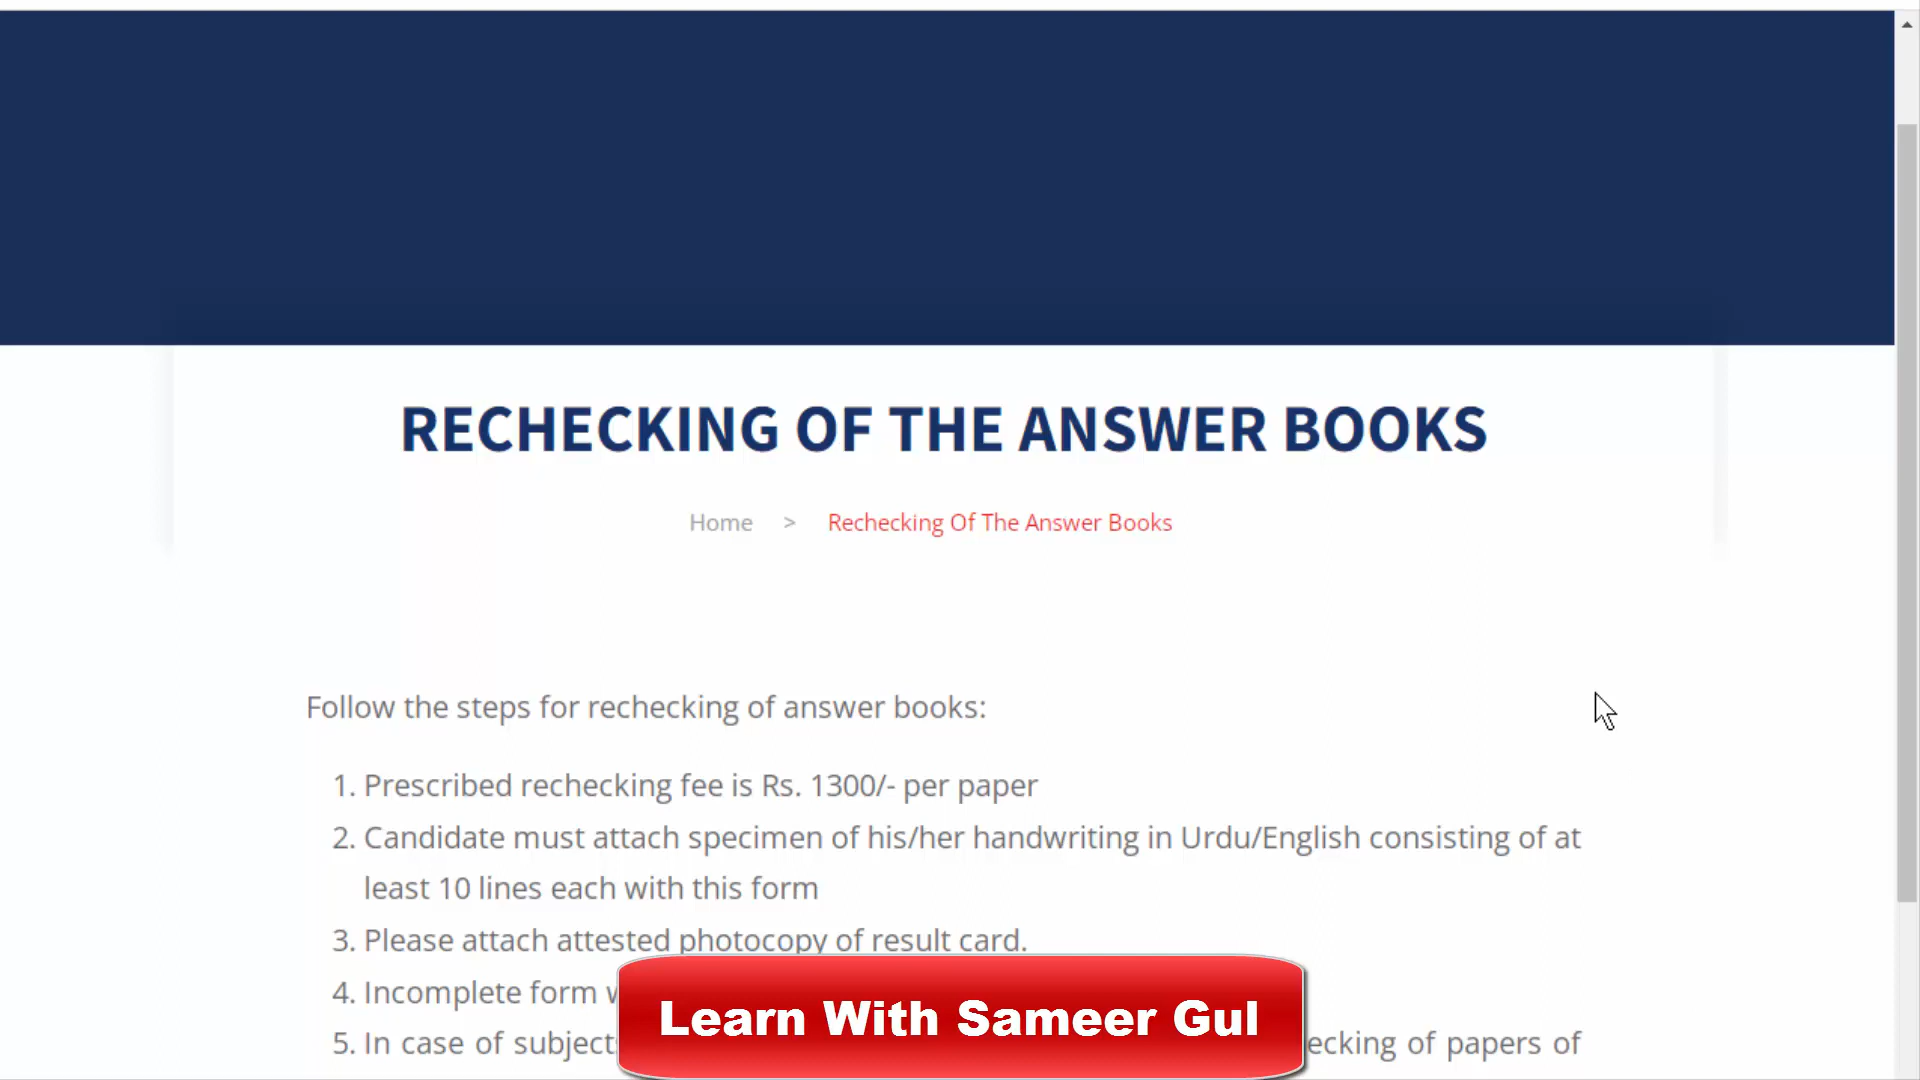 RECHECKING OF THE ANSWER BOOKS
Home > Rechecking Of The Answer Books
Follow the steps for rechecking of answer books:
1. Prescribed rechecking fee is Rs. 1300/- per paper
2. Candidate must attach specimen of his/her handwriting in Urdu/English consisting of at
least 10 lines each with this form
3. Please attach attested photocopy of result card.
4. Incomplete form
5. In case of subject ecking of papers of
Learn With Sameer Gul